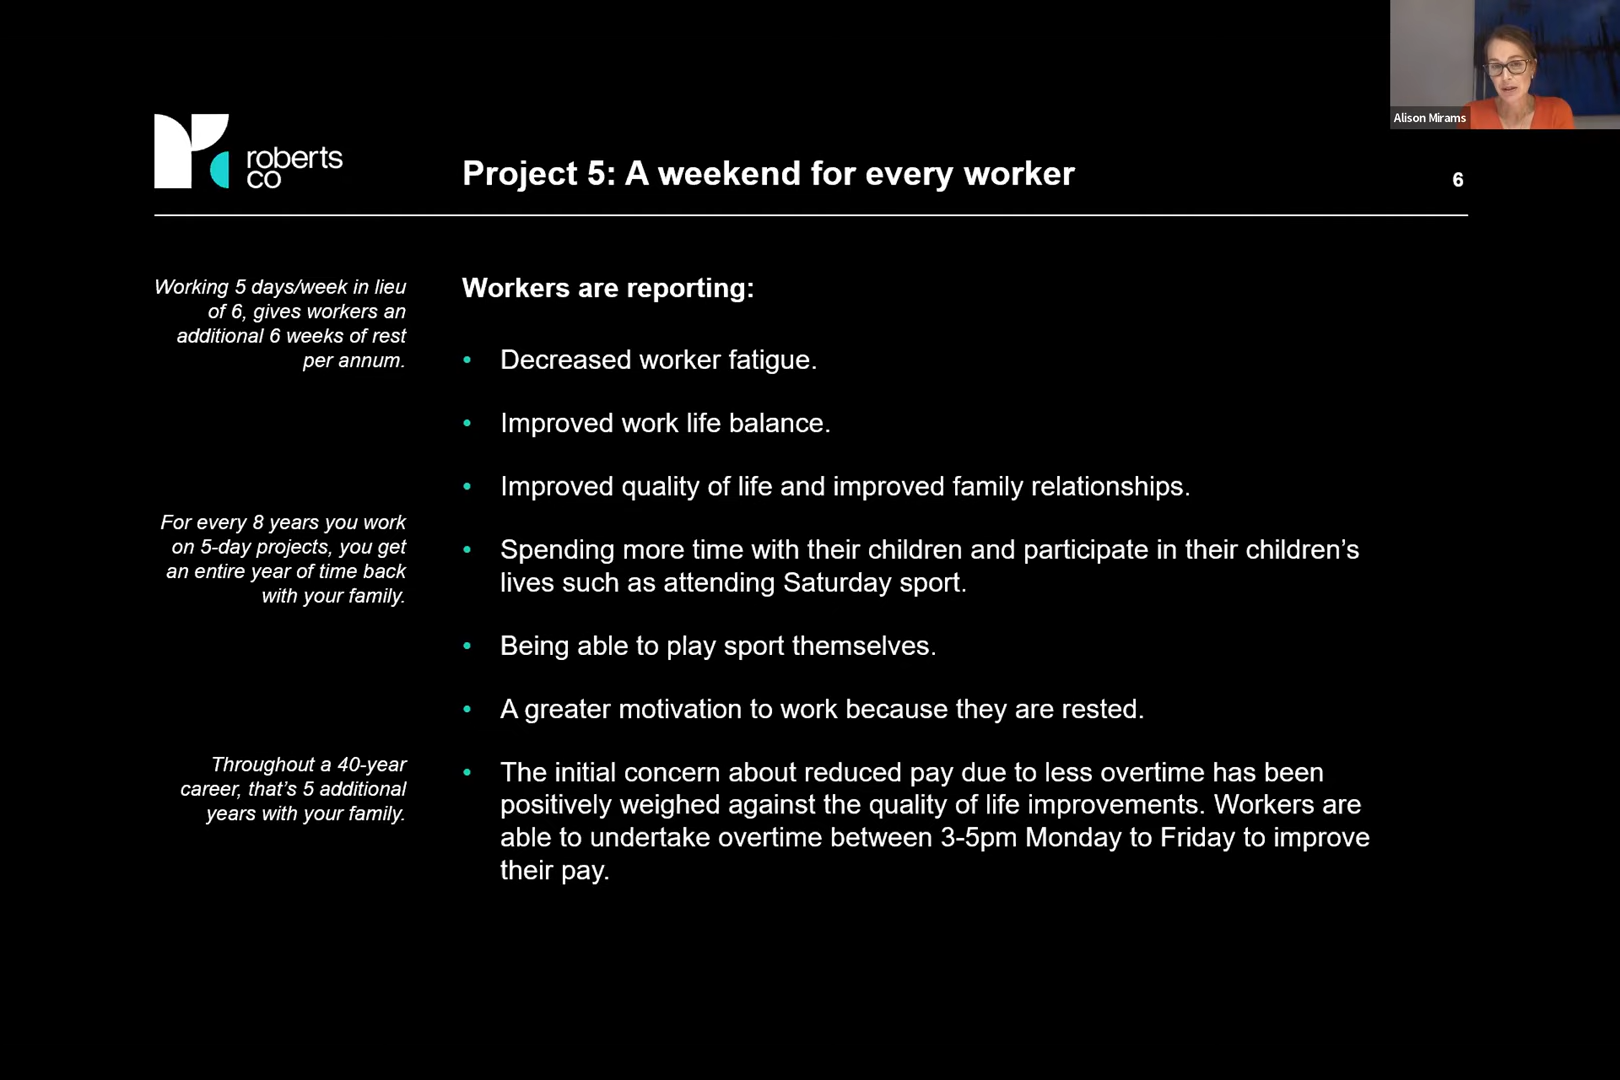 Alison Mirams
roberts
co
Project 5: A weekend for every worker
6
Working 5 days/week in lieu
of 6, gives workers an
additional 6 weeks of rest
per annum.
For every 8 years you work
on 5-day projects, you get
an entire year of time back
with your family.
Throughout a 40-year
career, that’s 5 additional
years with your family.
Workers are reporting:
• Decreased worker fatigue.
• Improved work life balance.
• Improved quality of life and improved family relationships.
• Spending more time with their children and participate in their children’s
lives such as attending Saturday sport.
• Being able to play sport themselves.
• A greater motivation to work because they are rested.
• The initial concern about reduced pay due to less overtime has been
positively weighed against the quality of life improvements. Workers are
able to undertake overtime between 3-5pm Monday to Friday to improve
their pay.